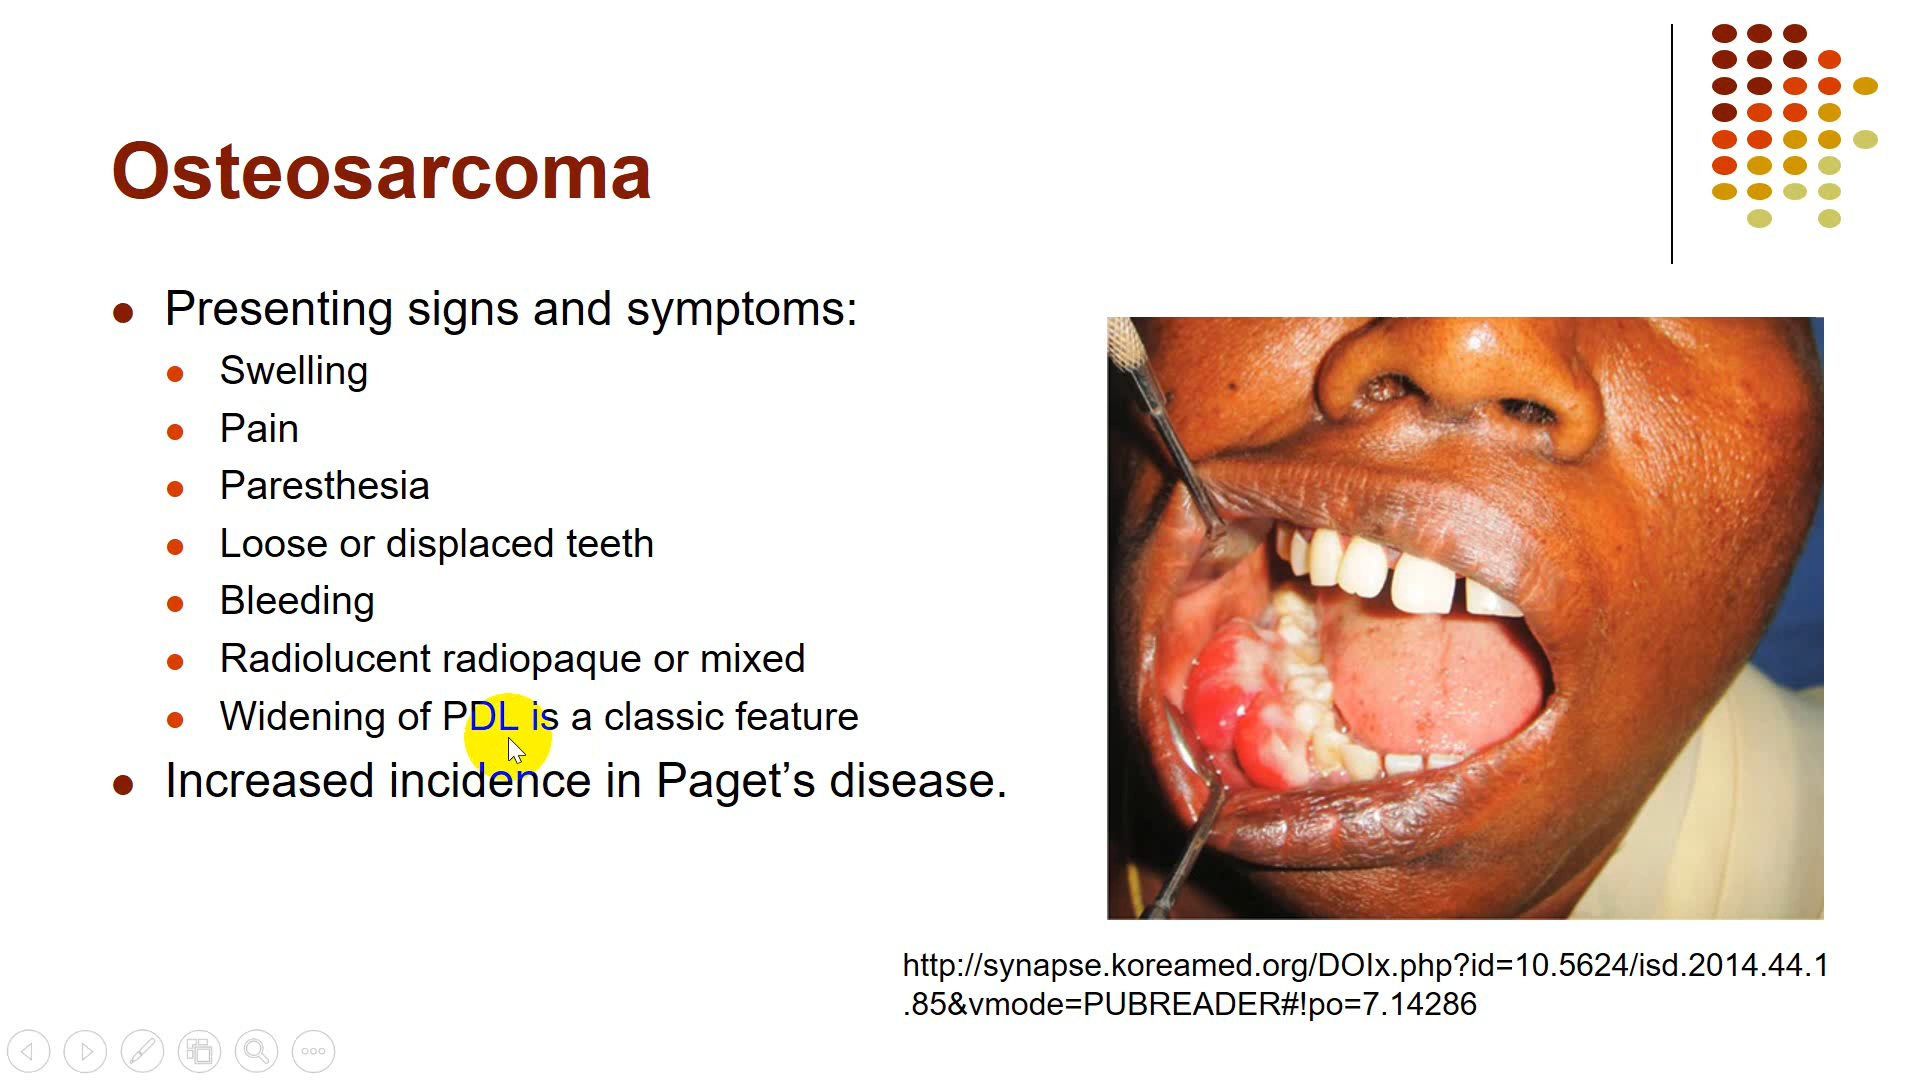 Osteosarcoma
Presenting signs and symptoms:
Swelling
Pain
Paresthesia
Loose or displaced teeth
Bleeding
Radiolucent radiopaque or mixed
Widening of PDL is a classic feature
Increased incidence in Paget’s disease.
http://synapse.koreamed.org/DOIx.php?id=10.5624/isd.2014.44.1
.85&vmode=PUBREADER#!po=7.14286